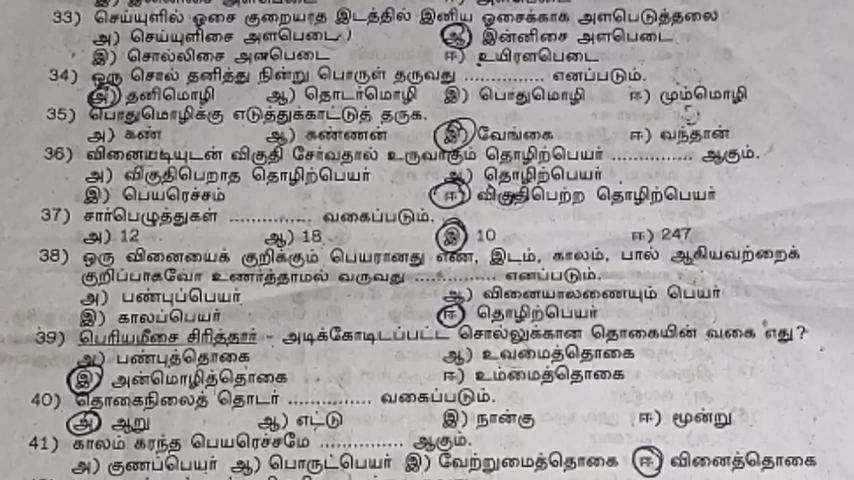 33) செய்யுளில் ஓசை குறையாத இடத்தில் இனிய ஓசைக்காக அளபெடுத்தலை
அ) செய்யுளிசை அளபெடை ஆ) இன்னிசை அளபெடை
இ) சொல்லிசை அளபெடை ஈ) உயிரளபெடை
34) ஒரு சொல் தனித்து நின்று பொருள் தருவது ............... எனப்படும்.
அ) தனிமொழி ஆ) தொடர்மொழி இ) பொதுமொழி ஈ) மும்மொழி
35) பொதுமொழிக்கு எடுத்துக்காட்டுத் தருக.
அ) கண் ஆ) கண்ணன் இ) வேங்கை ஈ) வந்தான்
36) வினையடியுடன் விகுதி சேர்வதால் உருவாகும் தொழிற்பெயர் ............... ஆகும்.
அ) விகுதிபெறாத தொழிற்பெயர் ஆ) தொழிற்பெயர்
இ) பெயரெச்சம் ஈ) விகுதிபெற்ற தொழிற்பெயர்
37) சார்பெழுத்துகள் ............... வகைப்படும்.
அ) 12 ஆ) 18 இ) 10 ஈ) 247
38) ஒரு வினையைக் குறிக்கும் பெயரானது எண், இடம், காலம், பால் ஆகியவற்றைக்
குறிப்பாகவோ உணர்த்தாமல் வருவது ............... எனப்படும்.
அ) பண்புப்பெயர் ஆ) வினையாலணையும் பெயர்
இ) காலப்பெயர் ஈ) தொழிற்பெயர்
39) பெரியமீசை சிரித்தார் - அடிக்கோடிடப்பட்ட சொல்லுக்கான தொகையின் வகை எது?
அ) பண்புத்தொகை ஆ) உவமைத்தொகை
இ) அன்மொழித்தொகை ஈ) உம்மைத்தொகை
40) தொகைநிலைத் தொடர் ............... வகைப்படும்.
அ) ஆறு ஆ) எட்டு இ) நான்கு ஈ) மூன்று
41) காலம் கரந்த பெயரெச்சமே ............... ஆகும்.
அ) குணப்பெயர் ஆ) பொருட்பெயர் இ) வேற்றுமைத்தொகை ஈ) வினைத்தொகை